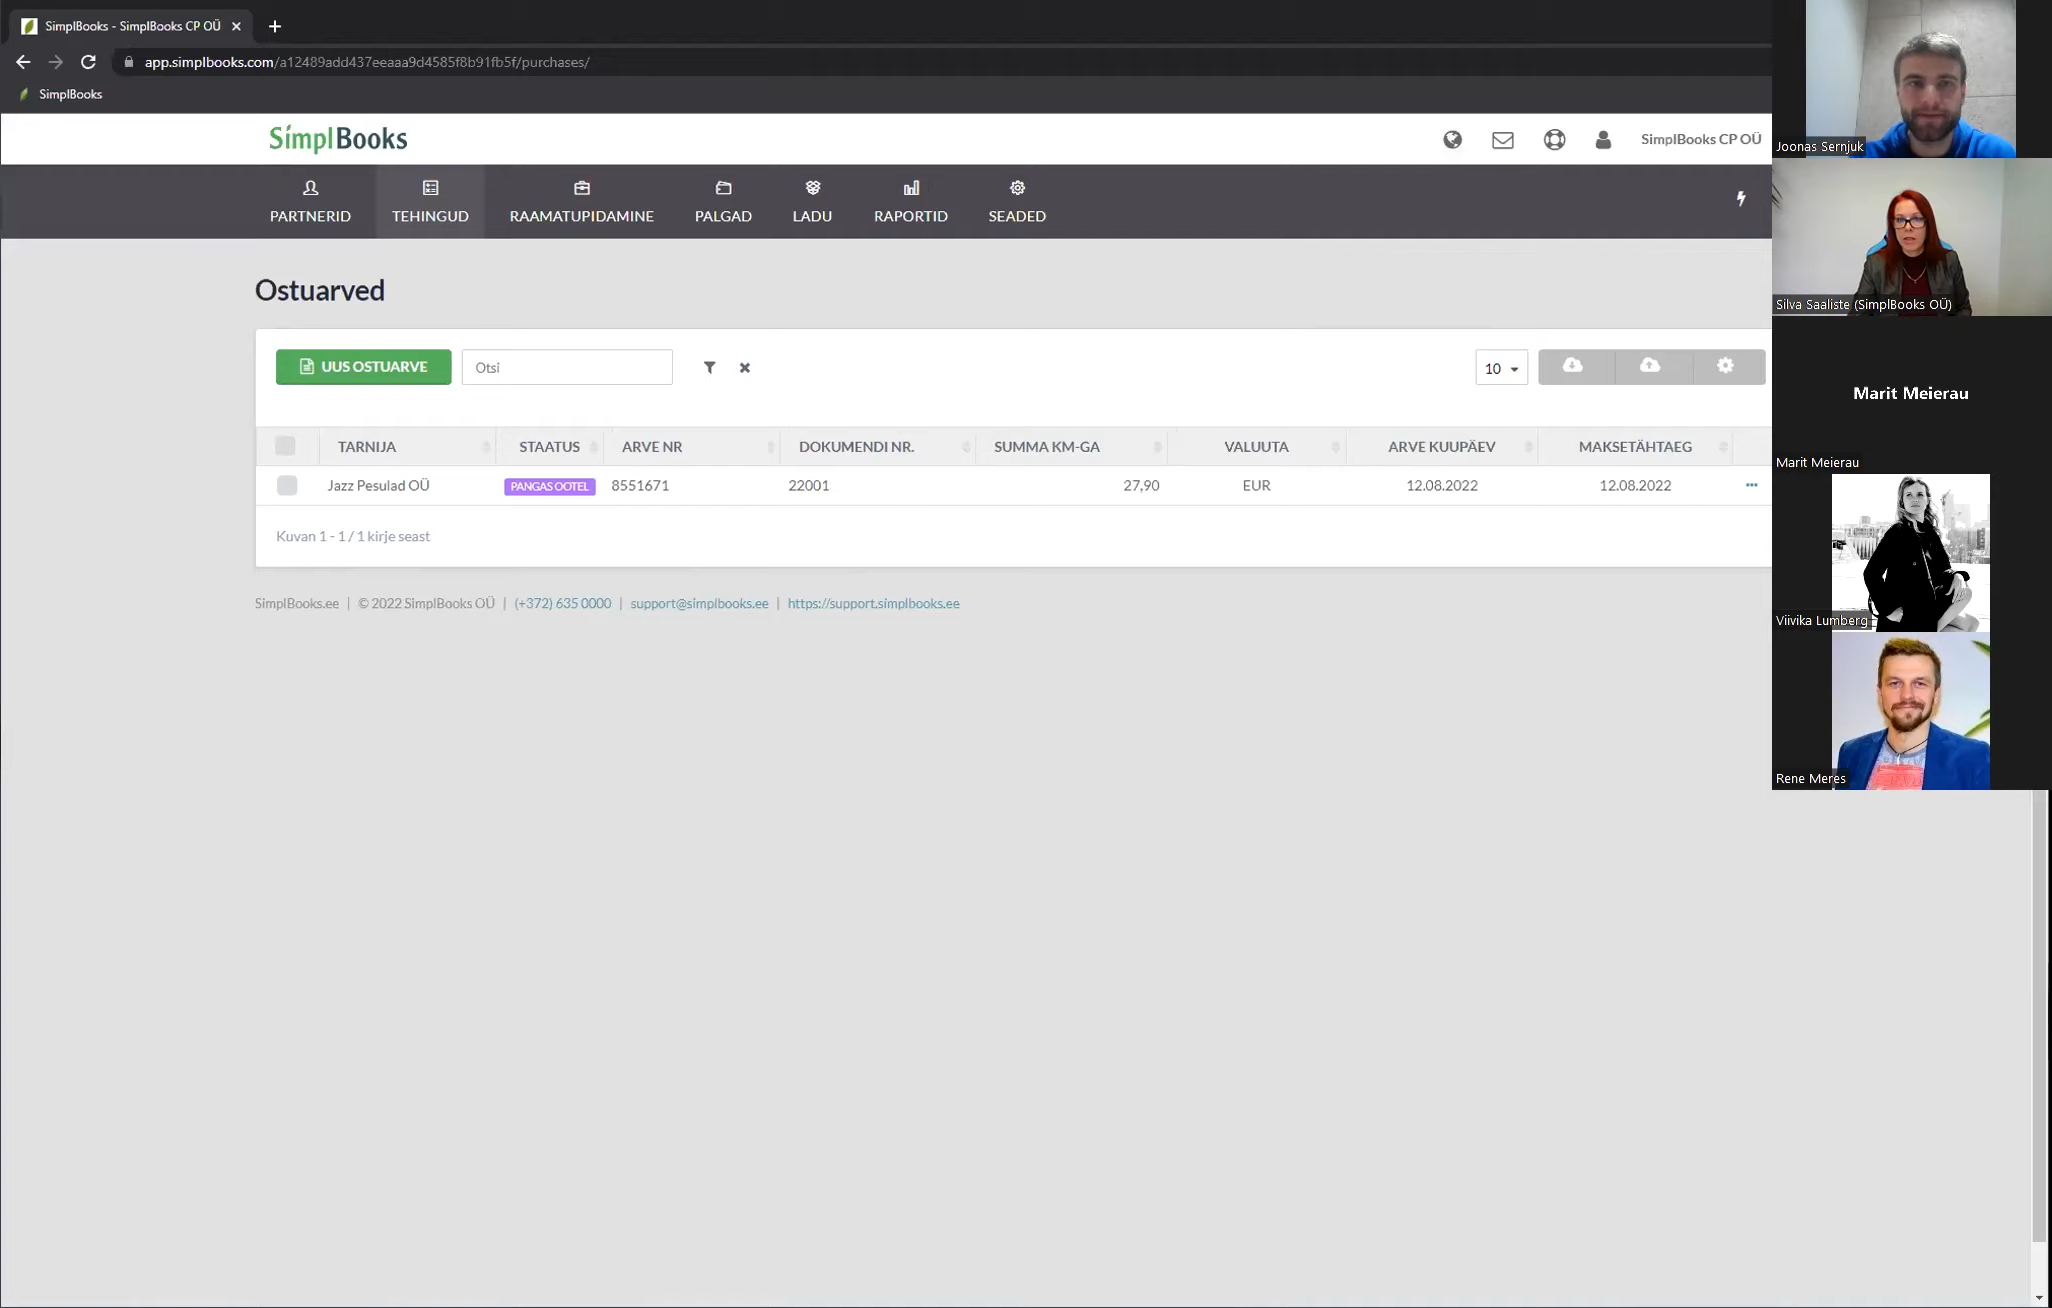 SimplBooks - SimplBooks CP OÜ
app.simplbooks.com/a12489add437eeaaa9d4585f8b91fb5f/purchases/
SimplBooks
SimplBooks
SimplBooks CP OÜ
PARTNERID TEHINGUD RAAMATUPIDAMINE PALGAD LADU RAPORTID SEADED
Ostuarved
UUS OSTUARVE Otsi 10
TARNIJA STAATUS ARVE NR DOKUMENDI NR. SUMMA KM-GA VALUUTA ARVE KUUPÄEV MAKSETÄHTAEG
Jazz Pesulad OÜ PANGAS OOTEL 8551671 22001 27,90 EUR 12.08.2022 12.08.2022
Kuvan 1 - 1 / 1 kirje seast
SimplBooks.ee | © 2022 SimplBooks OÜ | (+372) 635 0000 | support@simplbooks.ee | https://support.simplbooks.ee
Joonas Sernjuk
Silva Saaliste (SimplBooks OÜ)
Marit Meierau
Marit Meierau
Viivika Lumberg
Rene Meres